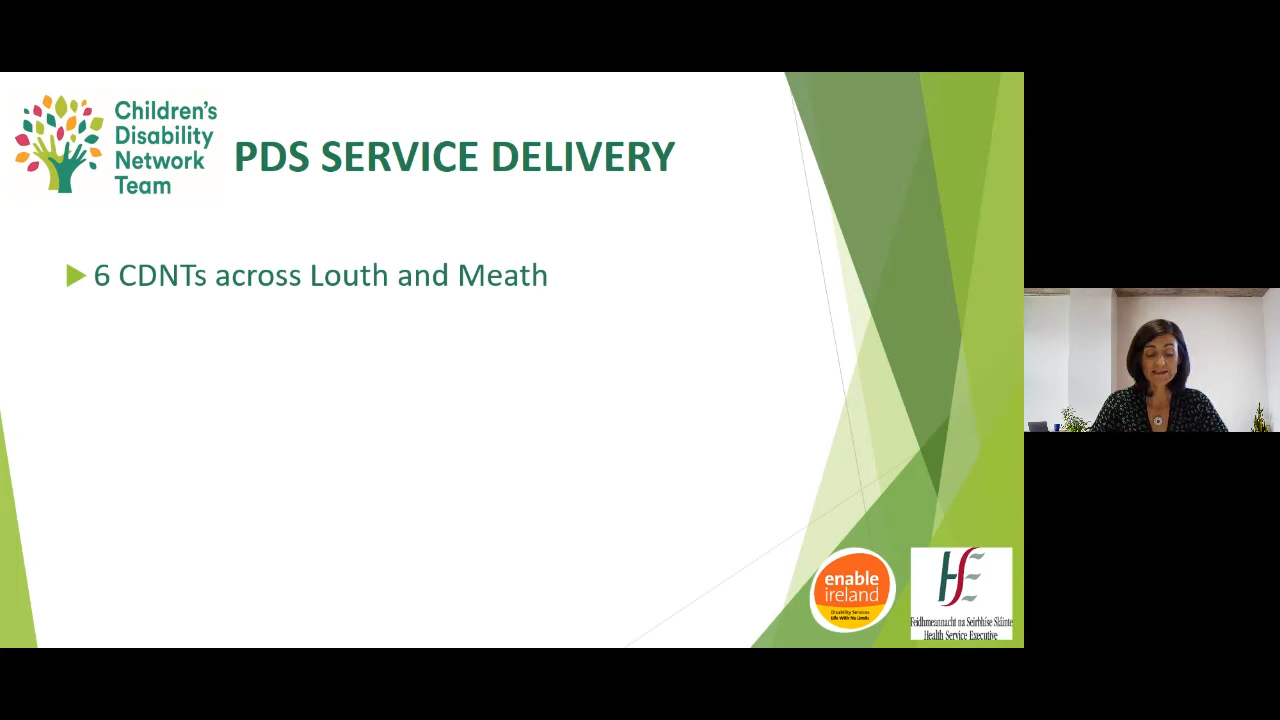 Children's
Disability
Network
Team
PDS SERVICE DELIVERY
6 CDNTs across Louth and Meath
enable
ireland
Disability Services
Life With No Limits
HSE
Feidhmeannacht na Seirbhíse Sláinte
Health Service Executive